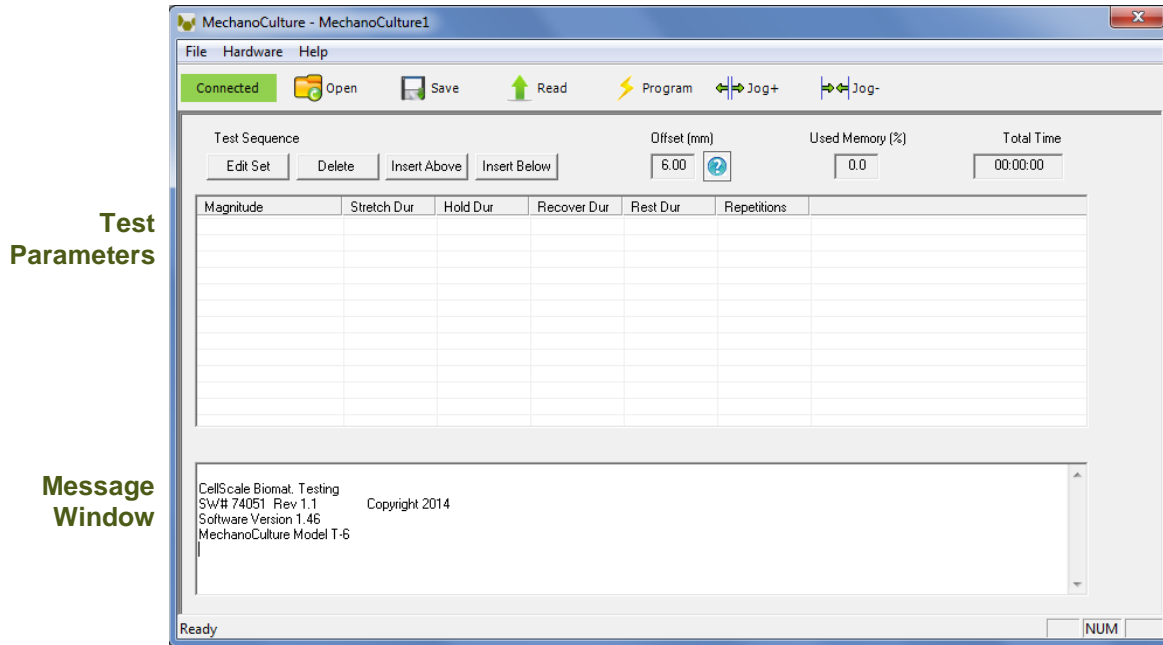 MechanoCulture - MechanoCulture1
x
File Hardware Help
Connected Open Save Read Program Jog+ Jog-
Test Sequence Offset (mm) Used Memory (%) Total Time
Edit Set Delete Insert Above Insert Below 6.00 ? 0.0 00:00:00
Magnitude Stretch Dur Hold Dur Recover Dur Rest Dur Repetitions
Test
Parameters
Message
Window
CellScale Biomat. Testing
SW# 74051 Rev 1.1 Copyright 2014
Software Version 1.46
MechanoCulture Model T-6
Ready NUM